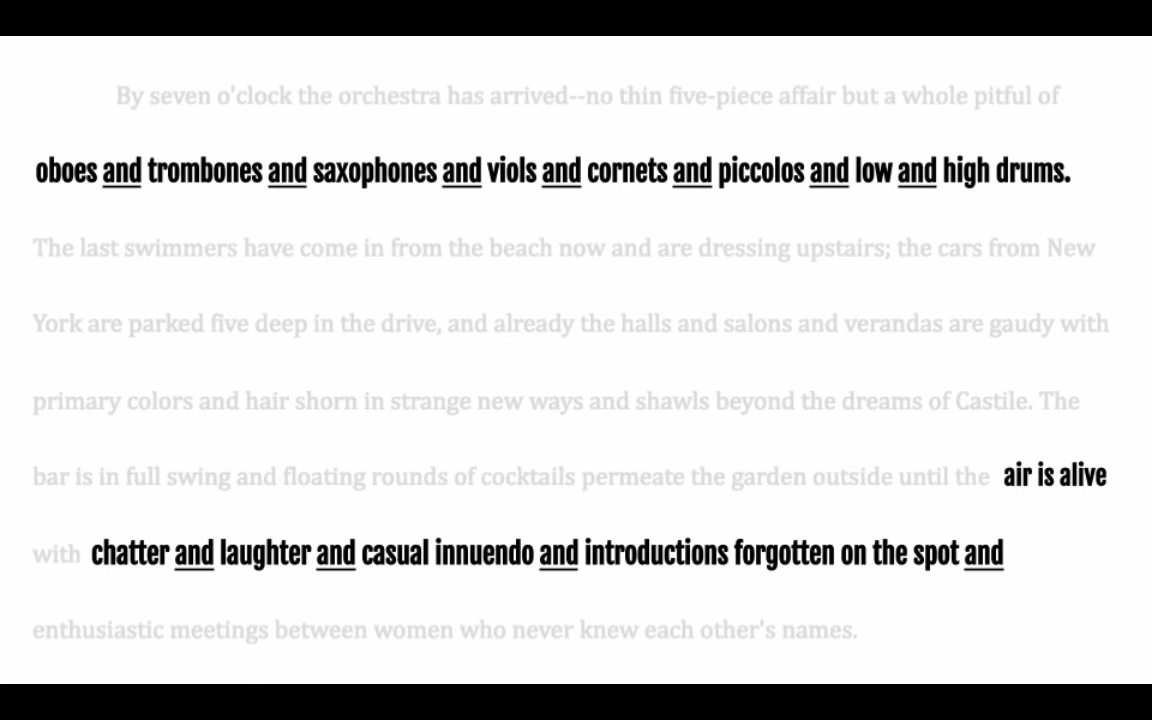 By seven o'clock the orchestra has arrived--no thin five-piece affair but a whole pitful of
oboes and trombones and saxophones and viols and cornets and piccolos and low and high drums.
The last swimmers have come in from the beach now and are dressing upstairs; the cars from New
York are parked five deep in the drive, and already the halls and salons and verandas are gaudy with
primary colors and hair shorn in strange new ways and shawls beyond the dreams of Castile. The
bar is in full swing and floating rounds of cocktails permeate the garden outside until the air is alive
with chatter and laughter and casual innuendo and introductions forgotten on the spot and
enthusiastic meetings between women who never knew each other's names.